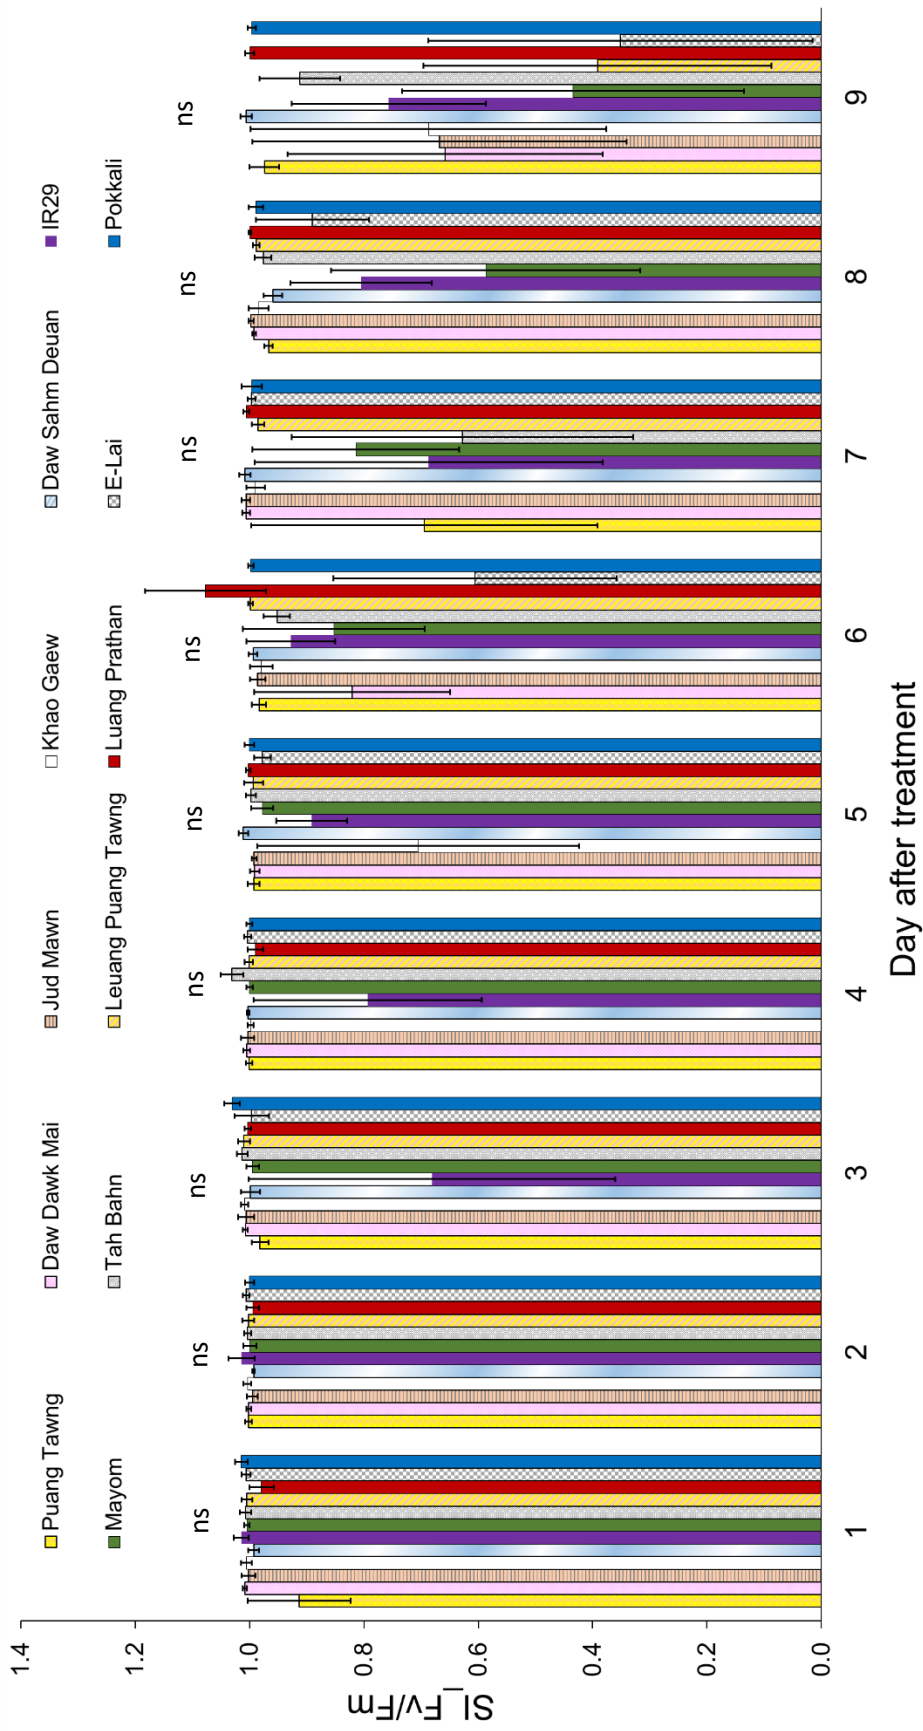 Puang Tawng Daw Dawk Mai Jud Mawn Khao Gaew Daw Sahm Deuan IR29
Mayom Tah Bahn Leuang Puang Tawng Luang Prathan E-Lai Pokkali
SI_Fv/Fm
1.4
1.2
1.0
0.8
0.6
0.4
0.2
0.0
ns ns ns ns ns ns ns ns ns
1 2 3 4 5 6 7 8 9
Day after treatment